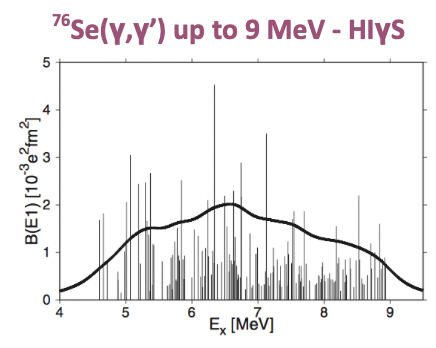 ⁷⁶Se(γ,γ’) up to 9 MeV - HIγS
B(E1) [10⁻³e²fm²]
5
4
3
2
1
0
4 5 6 7 8 9
Eₓ [MeV]